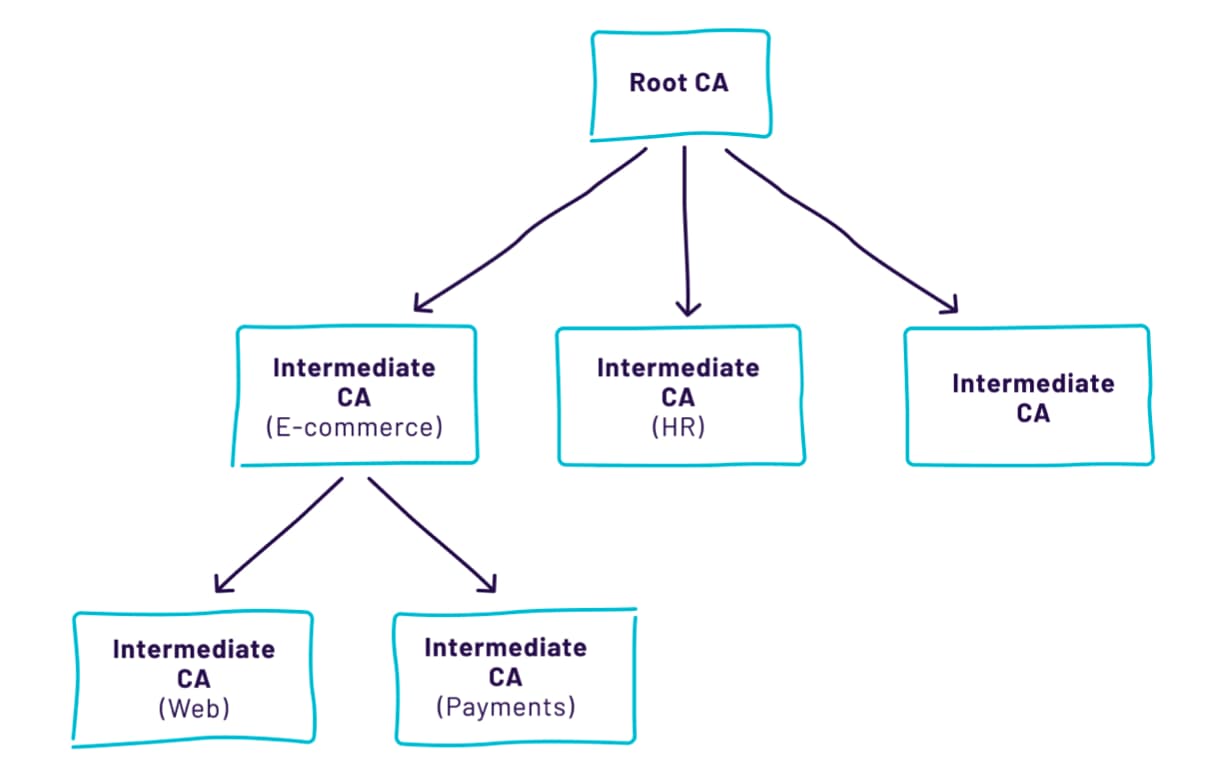 Root CA
Intermediate
CA
(E-commerce)
Intermediate
CA
(HR)
Intermediate
CA
Intermediate
CA
(Web)
Intermediate
CA
(Payments)